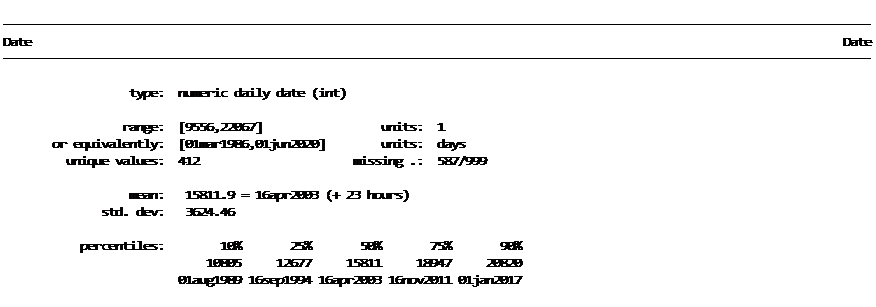 Date Date
type: numeric daily date (int)
range: [9556,22067] units: 1
or equivalently: [01mar1986,01jun2020] units: days
unique values: 412 missing .: 587/999
mean: 15811.9 = 16apr2003 (+ 23 hours)
std. dev: 3624.46
percentiles: 10% 25% 50% 75% 90%
10805 12677 15811 18947 20820
01aug1989 16sep1994 16apr2003 16nov2011 01jan2017